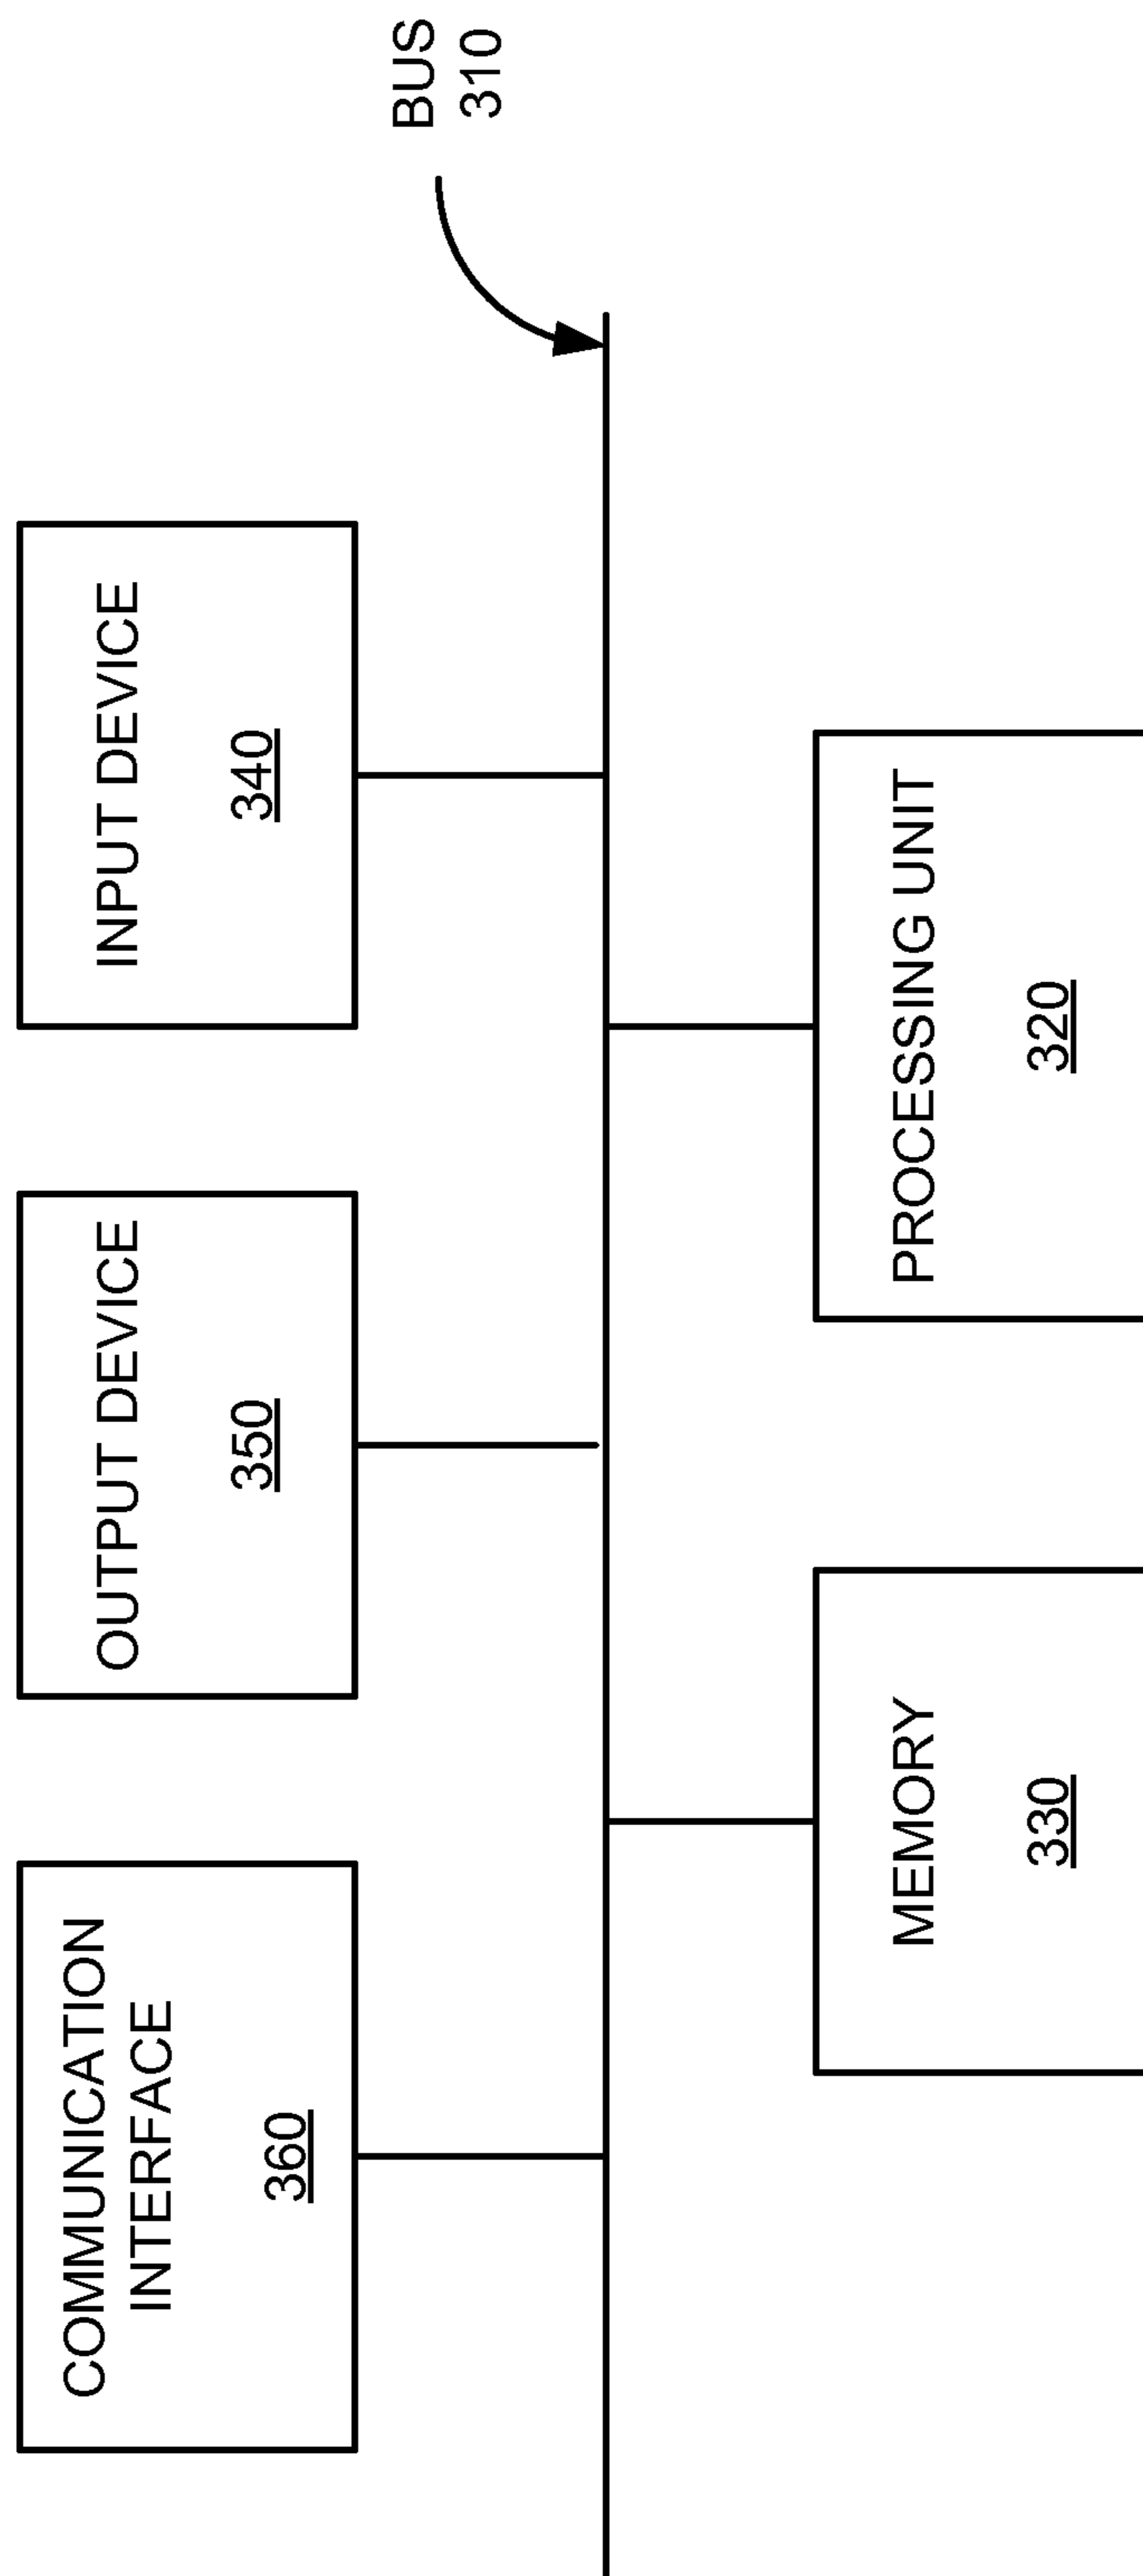 COMMUNICATION
INTERFACE
360
OUTPUT DEVICE
350
INPUT DEVICE
340
BUS
310
MEMORY
330
PROCESSING UNIT
320